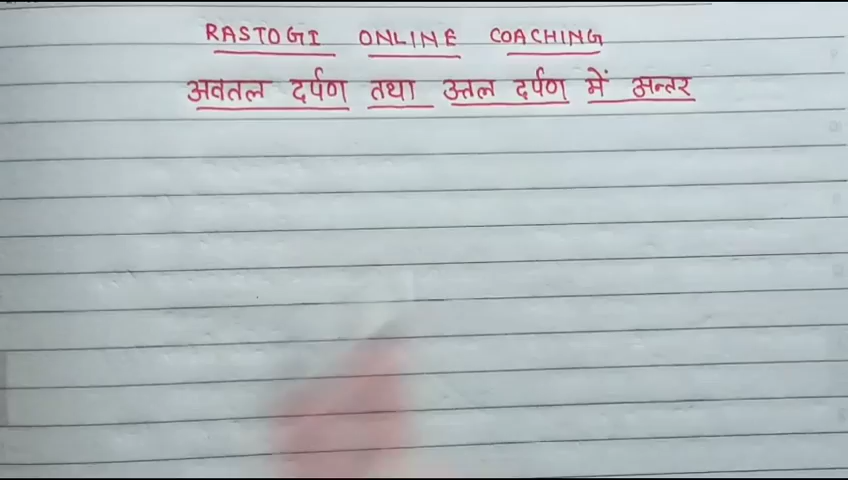 RASTOGI ONLINE COACHING
अवतल दर्पण तथा उत्तल दर्पण में अन्तर